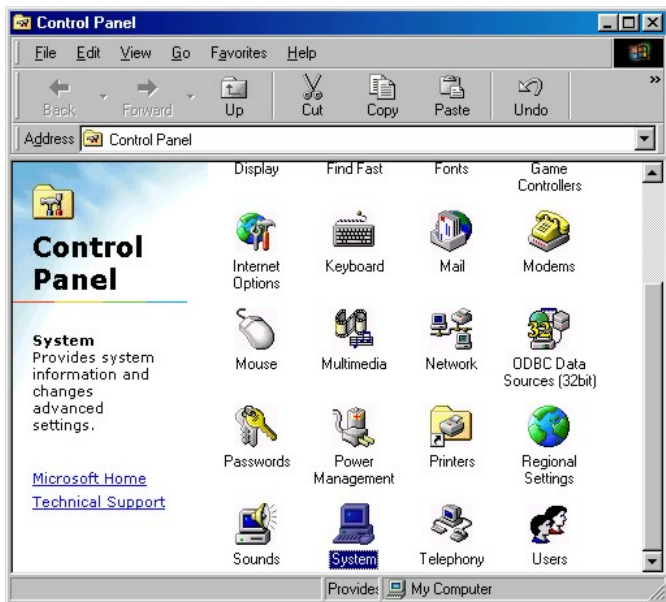 Control Panel
File Edit View Go Favorites Help
Back Forward Up Cut Copy Paste Undo »
Address Control Panel
Control
Panel
System
Provides system
information and
changes
advanced
settings.
Microsoft Home
Technical Support
Display Find Fast Fonts Game
Controllers
Internet
Options
Keyboard Mail Modems
Mouse Multimedia Network ODBC Data
Sources (32bit)
32
Passwords Power
Management
Printers Regional
Settings
Sounds System Telephony Users
Provides My Computer